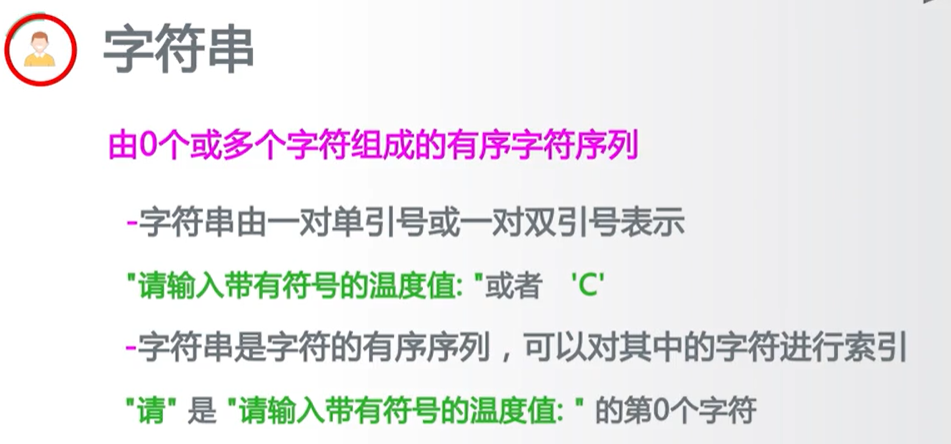 字符串
由0个或多个字符组成的有序字符序列
-字符串由一对单引号或一对双引号表示
"请输入带有符号的温度值: "或者 'C'
-字符串是字符的有序序列，可以对其中的字符进行索引
"请" 是 "请输入带有符号的温度值: " 的第0个字符